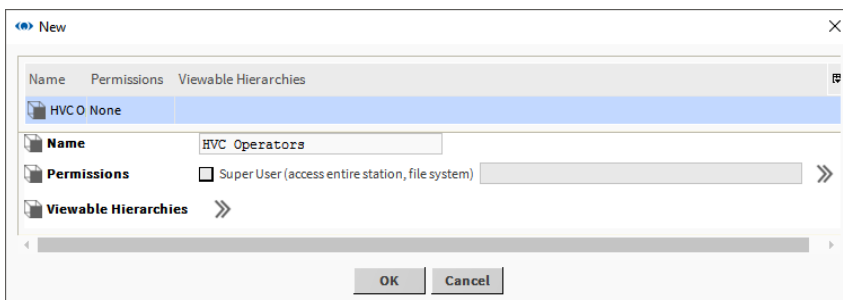 New
Name Permissions Viewable Hierarchies
HVC O None
Name HVC Operators
Permissions Super User (access entire station, file system)
Viewable Hierarchies
OK Cancel